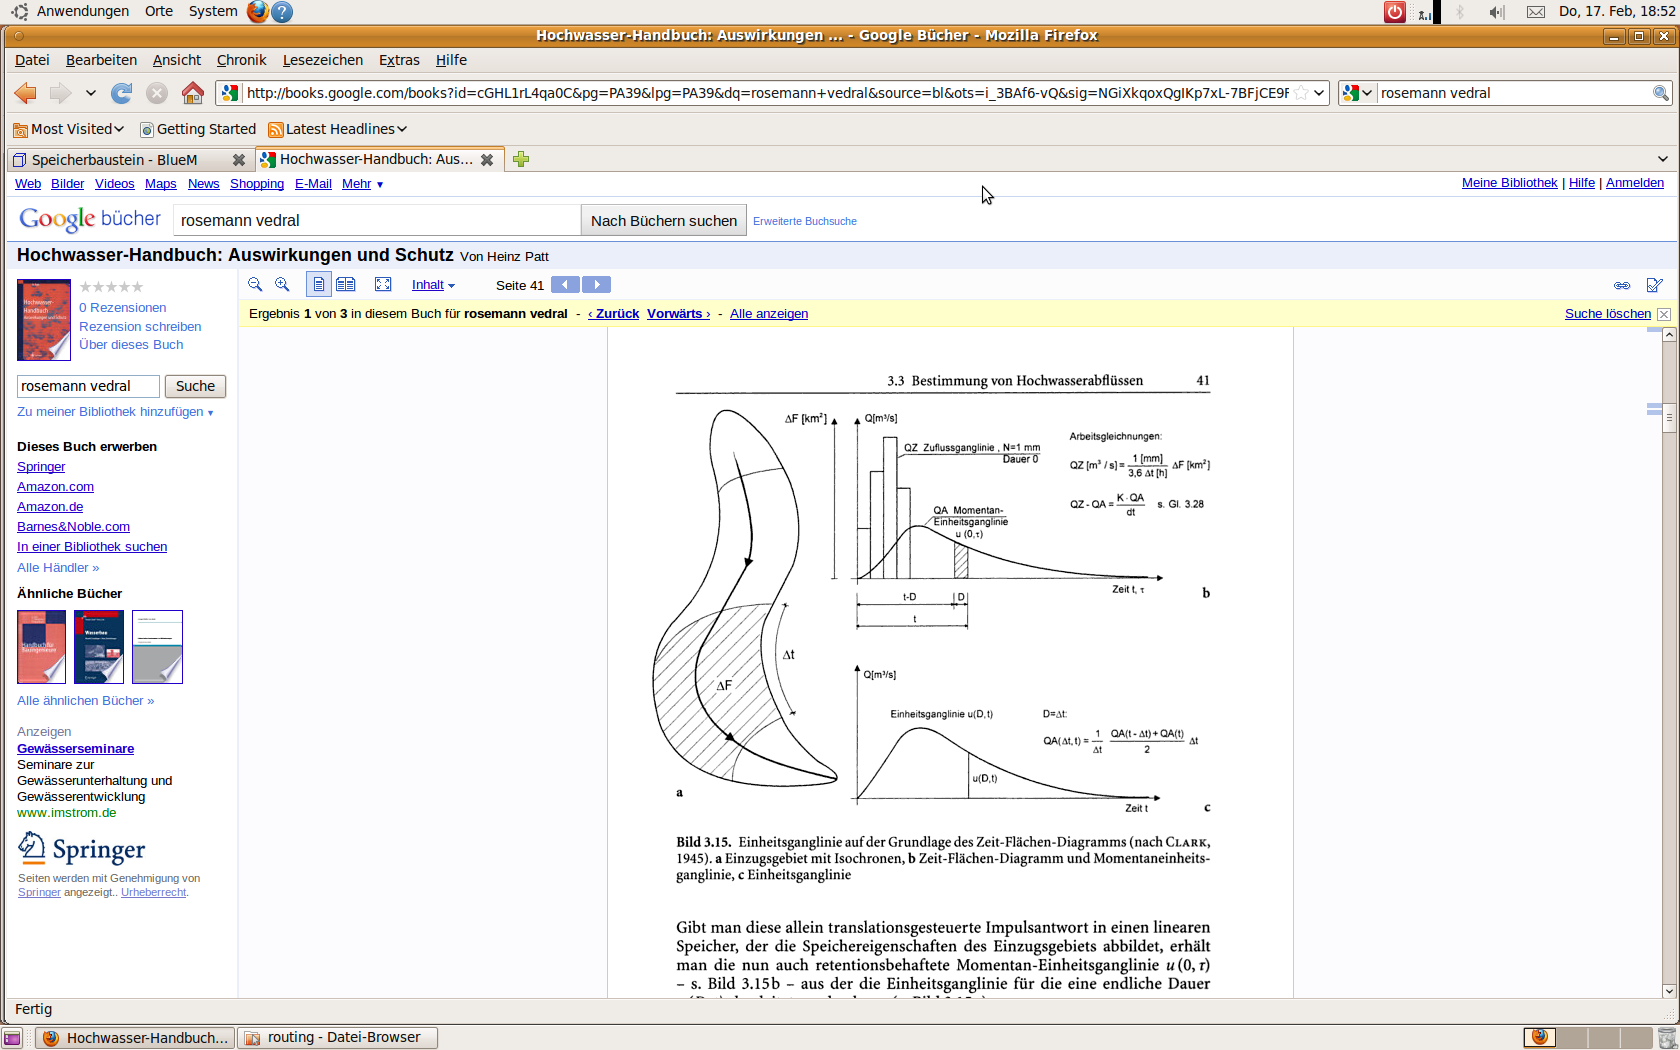 Anwendungen Orte System
Do, 17. Feb, 18:52
Hochwasser-Handbuch: Auswirkungen ... - Google Bücher - Mozilla Firefox
Datei Bearbeiten Ansicht Chronik Lesezeichen Extras Hilfe
http://books.google.com/books?id=cGHL1rL4qa0C&pg=PA39&lpg=PA39&dq=rosemann+vedral&source=bl&ots=i_3BAf6-vQ&sig=NGiXkqoxQgIKp7xL-7BFjCE9F
rosemann vedral
Most Visited Getting Started Latest Headlines
Speicherbaustein - BlueM
Hochwasser-Handbuch: Aus...
Web Bilder Videos Maps News Shopping E-Mail Mehr ▼
Meine Bibliothek | Hilfe | Anmelden
Google bücher
rosemann vedral
Nach Büchern suchen
Erweiterte Buchsuche
Hochwasser-Handbuch: Auswirkungen und Schutz Von Heinz Patt
0 Rezensionen
Rezension schreiben
Über dieses Buch
rosemann vedral
Suche
Zu meiner Bibliothek hinzufügen ▼
Dieses Buch erwerben
Springer
Amazon.com
Amazon.de
Barnes&Noble.com
In einer Bibliothek suchen
Alle Händler »
Ähnliche Bücher
Alle ähnlichen Bücher »
Anzeigen
Gewässerseminare
Seminare zur
Gewässerunterhaltung und
Gewässerentwicklung
www.imstrom.de
Springer
Seiten werden mit Genehmigung von
Springer angezeigt.. Urheberrecht.
Inhalt
Seite 41
Ergebnis 1 von 3 in diesem Buch für rosemann vedral - ‹ Zurück Vorwärts › - Alle anzeigen
Suche löschen
3.3 Bestimmung von Hochwasserabflüssen 41
ΔF [km²]
Q[m³/s]
QZ Zuflussganglinie , N=1 mm
Dauer 0
Arbeitsgleichnungen:
QZ [m³ / s] = 1 [mm] / 3,6 Δt [h] ΔF [km²]
QZ - QA = K · QA / dt s. Gl. 3.28
QA Momentan-
Einheitsganglinie
u (0,τ)
Zeit t, τ
b
t-D
D
t
Δt
ΔF
a
Q[m³/s]
Einheitsganglinie u(D,t)
D=Δt:
QA(Δt,t) = 1 / Δt QA(t - Δt) + QA(t) / 2 Δt
u(D,t)
Zeit t
c
Bild 3.15. Einheitsganglinie auf der Grundlage des Zeit-Flächen-Diagramms (nach CLARK,
1945). a Einzugsgebiet mit Isochronen, b Zeit-Flächen-Diagramm und Momentaneinheits-
ganglinie, c Einheitsganglinie
Gibt man diese allein translationsgesteuerte Impulsantwort in einen linearen
Speicher, der die Speichereigenschaften des Einzugsgebiets abbildet, erhält
man die nun auch retentionsbehaftete Momentan-Einheitsganglinie u (0, τ)
– s. Bild 3.15 b – aus der die Einheitsganglinie für die eine endliche Dauer
Fertig
Hochwasser-Handbuch...
routing - Datei-Browser